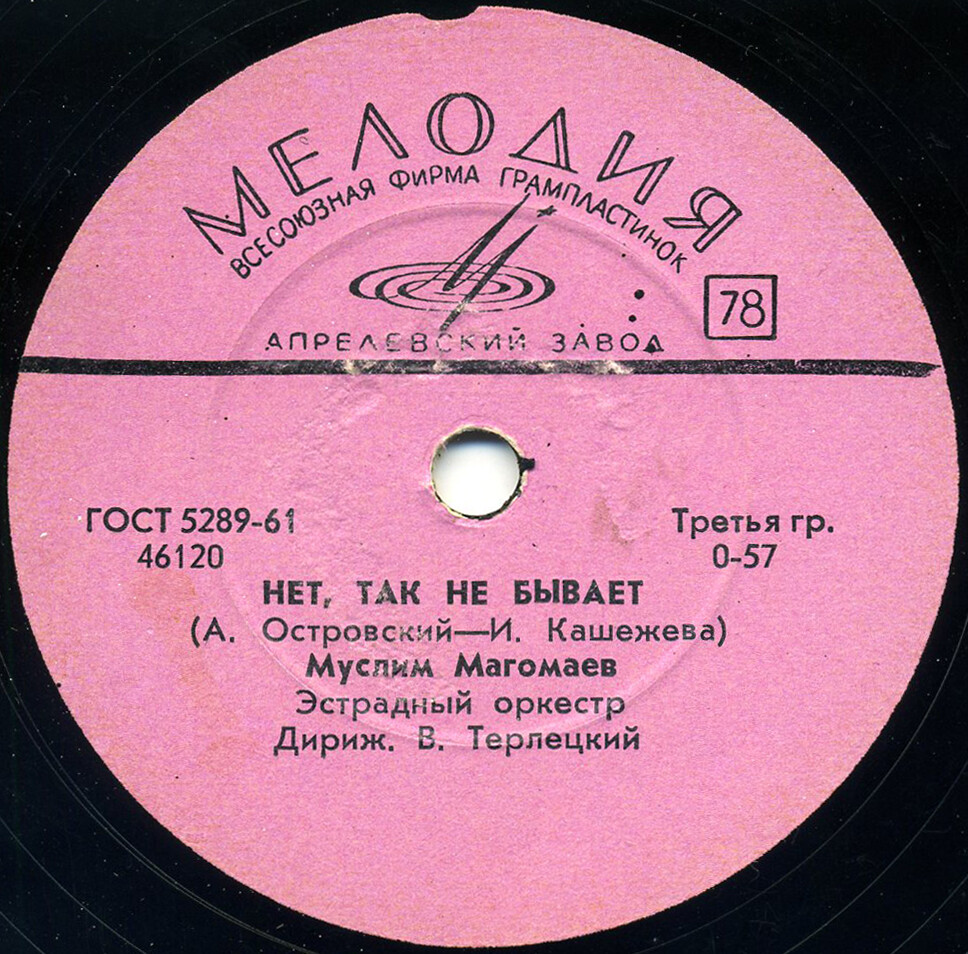 МЕЛОДИЯ
ВСЕСОЮЗНАЯ ФИРМА ГРАМПЛАСТИНОК
78
АПРЕЛЕВСКИЙ ЗАВОД
ГОСТ 5289-61
46120
Третья гр.
0-57
НЕТ, ТАК НЕ БЫВАЕТ
(А. Островский—И. Кашежева)
Муслим Магомаев
Эстрадный оркестр
Дириж. В. Терлецкий